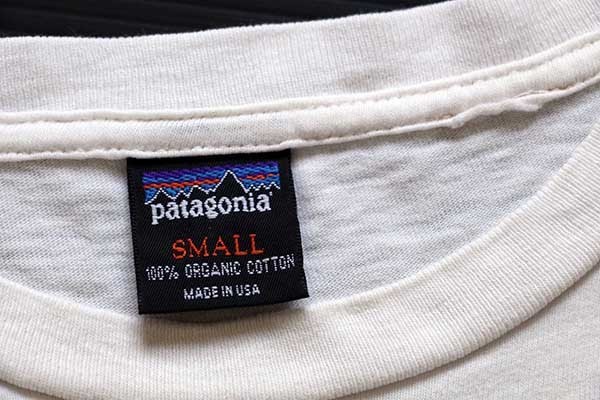 patagonia®
SMALL
100% ORGANIC COTTON
MADE IN USA